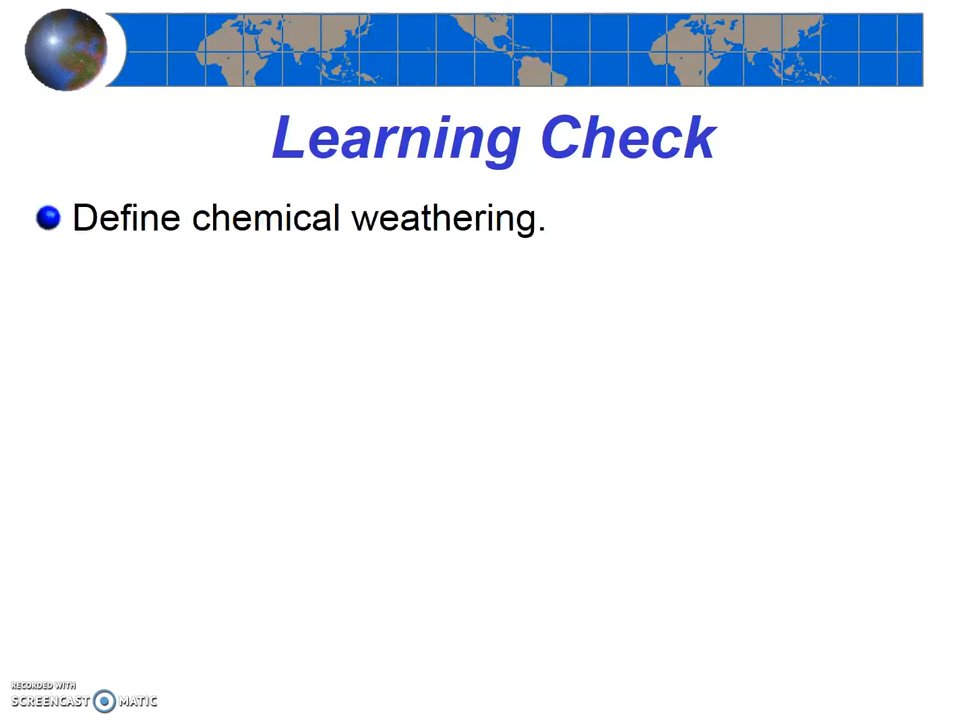 Learning Check
Define chemical weathering.
RECORDED WITH
SCREENCAST MATIC